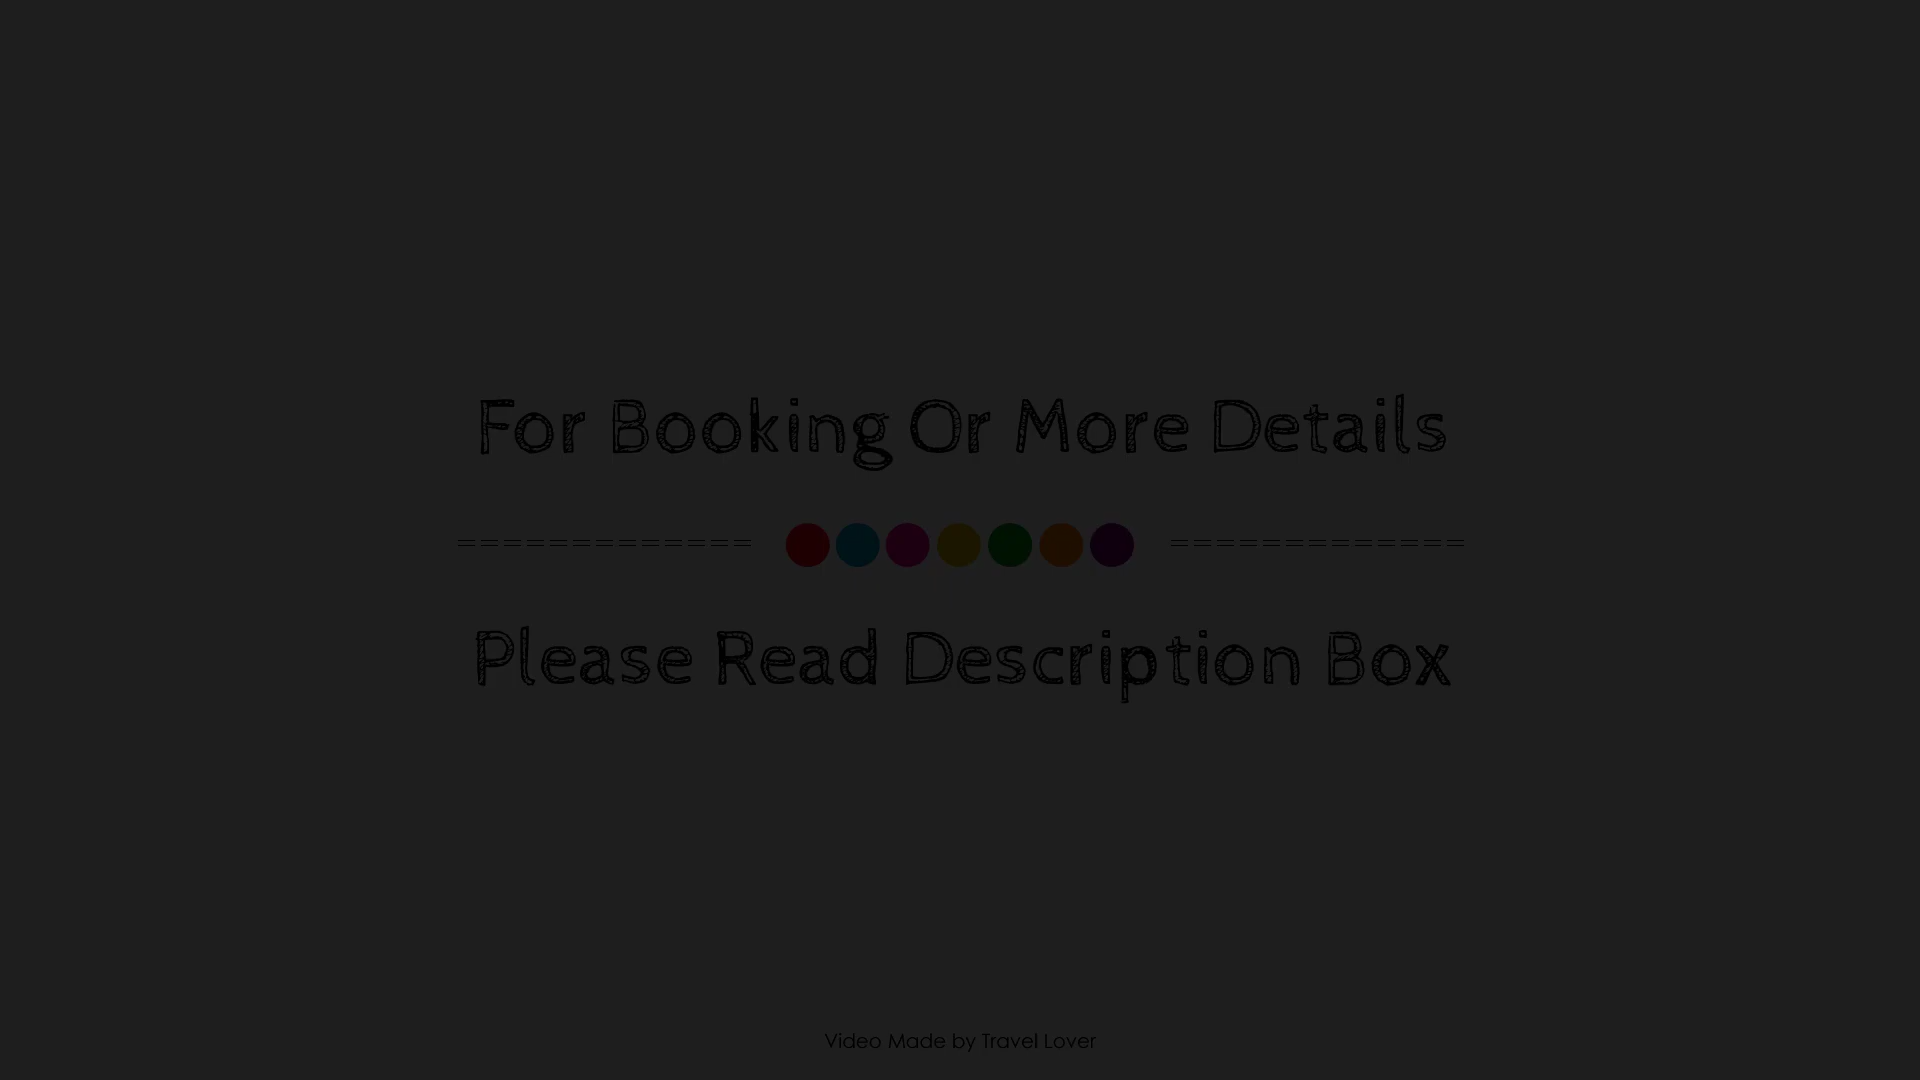 For Booking Or More Details
============= =============
Please Read Description Box
Video Made by Travel Lover